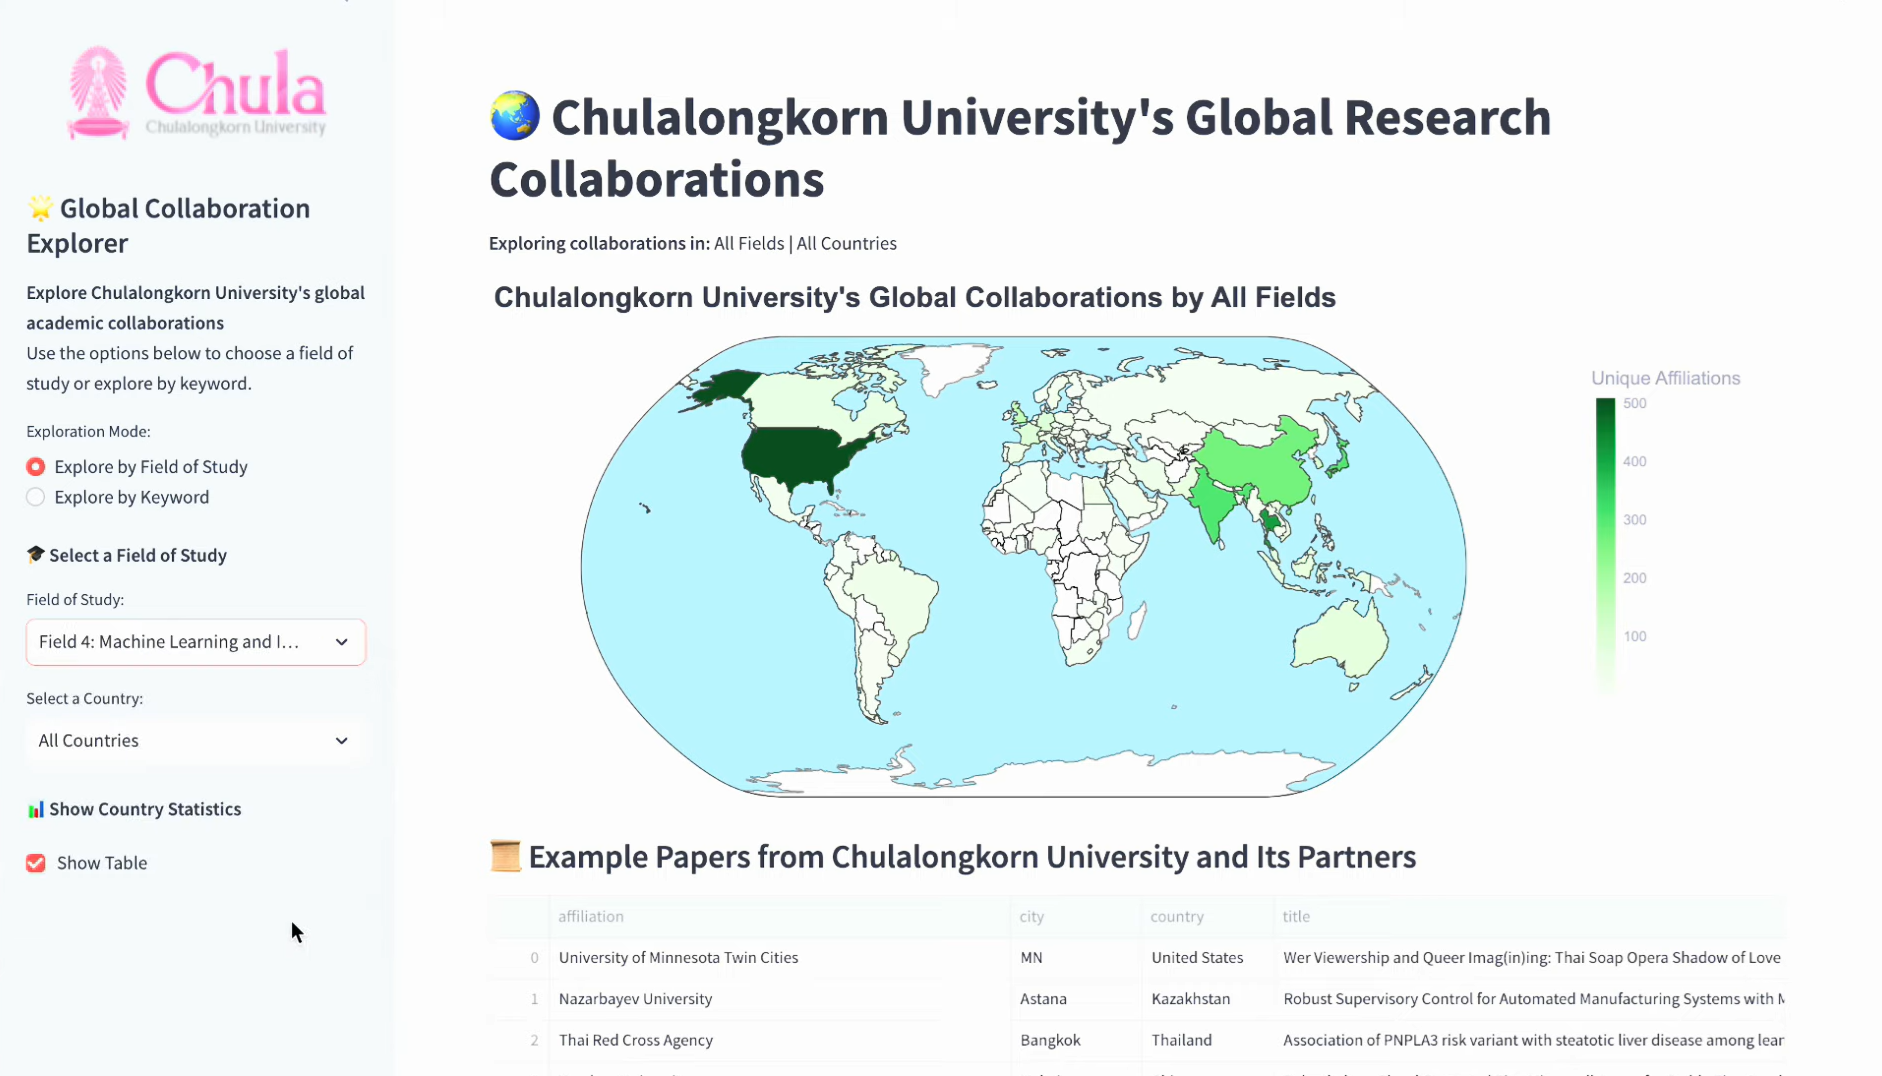 Chula
Chulalongkorn University
Global Collaboration
Explorer
Explore Chulalongkorn University's global
academic collaborations
Use the options below to choose a field of
study or explore by keyword.
Exploration Mode:
Explore by Field of Study
Explore by Keyword
Select a Field of Study
Field of Study:
Field 4: Machine Learning and I...
Select a Country:
All Countries
Show Country Statistics
Show Table
Chulalongkorn University's Global Research
Collaborations
Exploring collaborations in: All Fields | All Countries
Chulalongkorn University's Global Collaborations by All Fields
Unique Affiliations
500
400
300
200
100
Example Papers from Chulalongkorn University and Its Partners
affiliation city country title
0 University of Minnesota Twin Cities MN United States Wer Viewership and Queer Imag(in)ing: Thai Soap Opera Shadow of Love
1 Nazarbayev University Astana Kazakhstan Robust Supervisory Control for Automated Manufacturing Systems with
2 Thai Red Cross Agency Bangkok Thailand Association of PNPLA3 risk variant with steatotic liver disease among